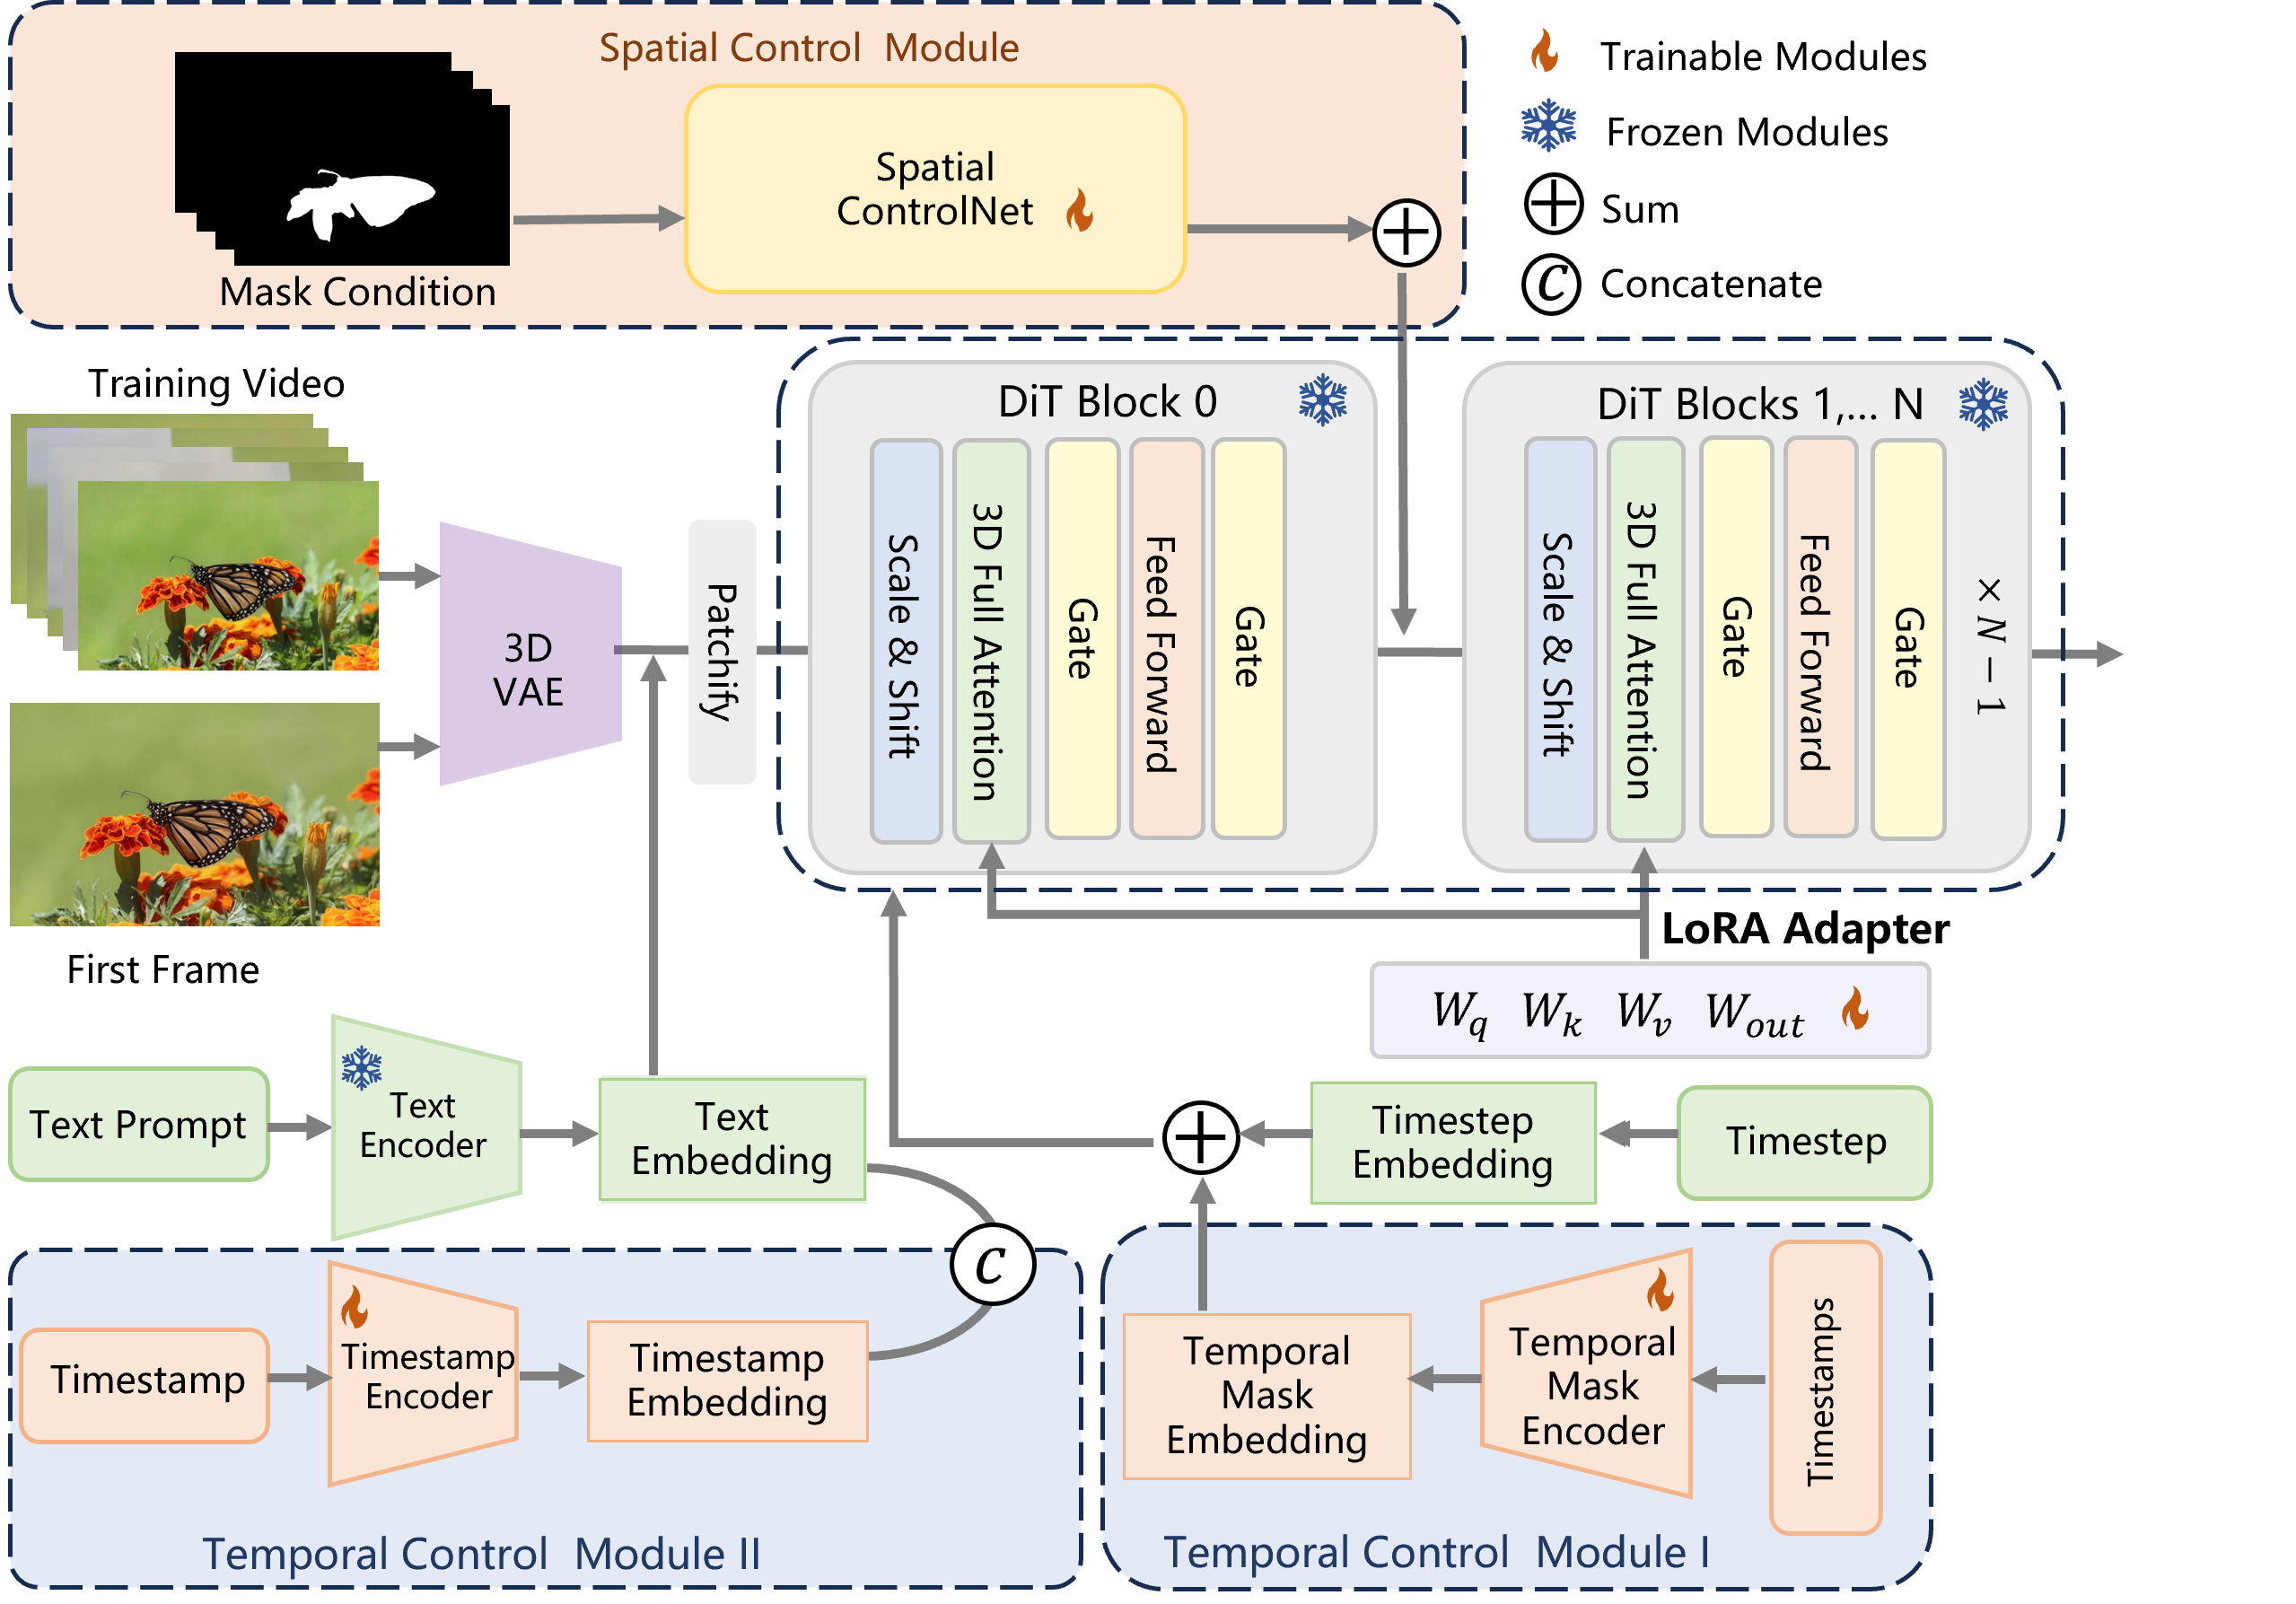 Spatial Control Module
Mask Condition
Spatial
ControlNet
Trainable Modules
Frozen Modules
Sum
C
Concatenate
Training Video
First Frame
3D
VAE
Patchify
DiT Block 0
Scale & Shift
3D Full Attention
Gate
Feed Forward
Gate
DiT Blocks 1,... N
Scale & Shift
3D Full Attention
Gate
Feed Forward
Gate
× N − 1
LoRA Adapter
W_q W_k W_v W_out
Text Prompt
Text
Encoder
Text
Embedding
Timestep
Embedding
Timestep
C
Timestamp
Timestamp
Encoder
Timestamp
Embedding
Temporal Control Module II
Temporal
Mask
Embedding
Temporal
Mask
Encoder
Timestamps
Temporal Control Module I